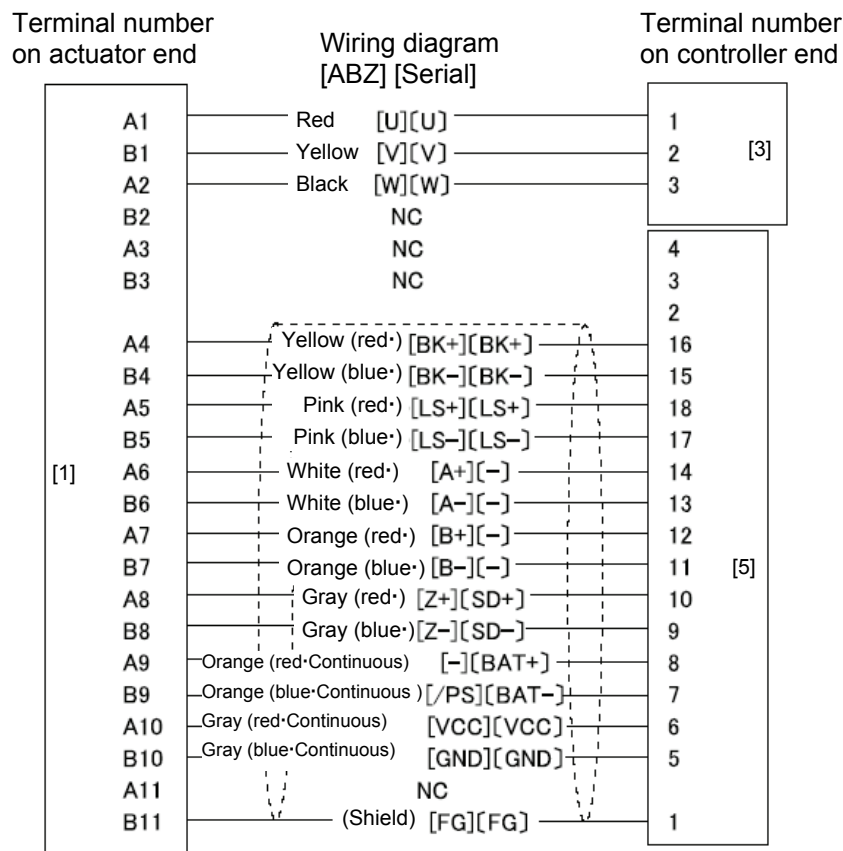 Terminal number
on actuator end
Wiring diagram
[ABZ] [Serial]
Terminal number
on controller end
A1 Red [U][U] 1
B1 Yellow [V][V] 2 [3]
A2 Black [W][W] 3
B2 NC
A3 NC 4
B3 NC 3
2
A4 Yellow (red·) [BK+][BK+] 16
B4 Yellow (blue·) [BK−][BK−] 15
A5 Pink (red·) [LS+][LS+] 18
B5 Pink (blue·) [LS−][LS−] 17
[1] A6 White (red·) [A+][−] 14
B6 White (blue·) [A−][−] 13
A7 Orange (red·) [B+][−] 12
B7 Orange (blue·) [B−][−] 11 [5]
A8 Gray (red·) [Z+][SD+] 10
B8 Gray (blue·) [Z−][SD−] 9
A9 Orange (red·Continuous) [−][BAT+] 8
B9 Orange (blue·Continuous ) [/PS][BAT−] 7
A10 Gray (red·Continuous) [VCC][VCC] 6
B10 Gray (blue·Continuous) [GND][GND] 5
A11 NC
B11 (Shield) [FG][FG] 1